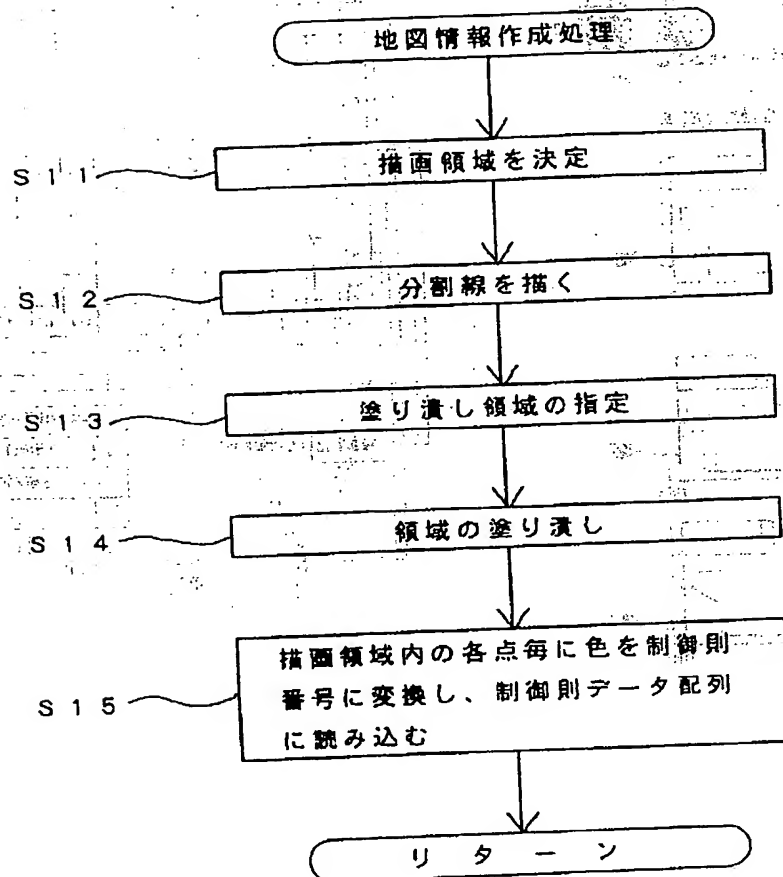 地図情報作成処理
S11
描画領域を決定
S12
分割線を描く
S13
塗り潰し領域の指定
S14
領域の塗り潰し
S15
描画領域内の各点毎に色を制御則
番号に変換し、制御則データ配列
に読み込む
リターン